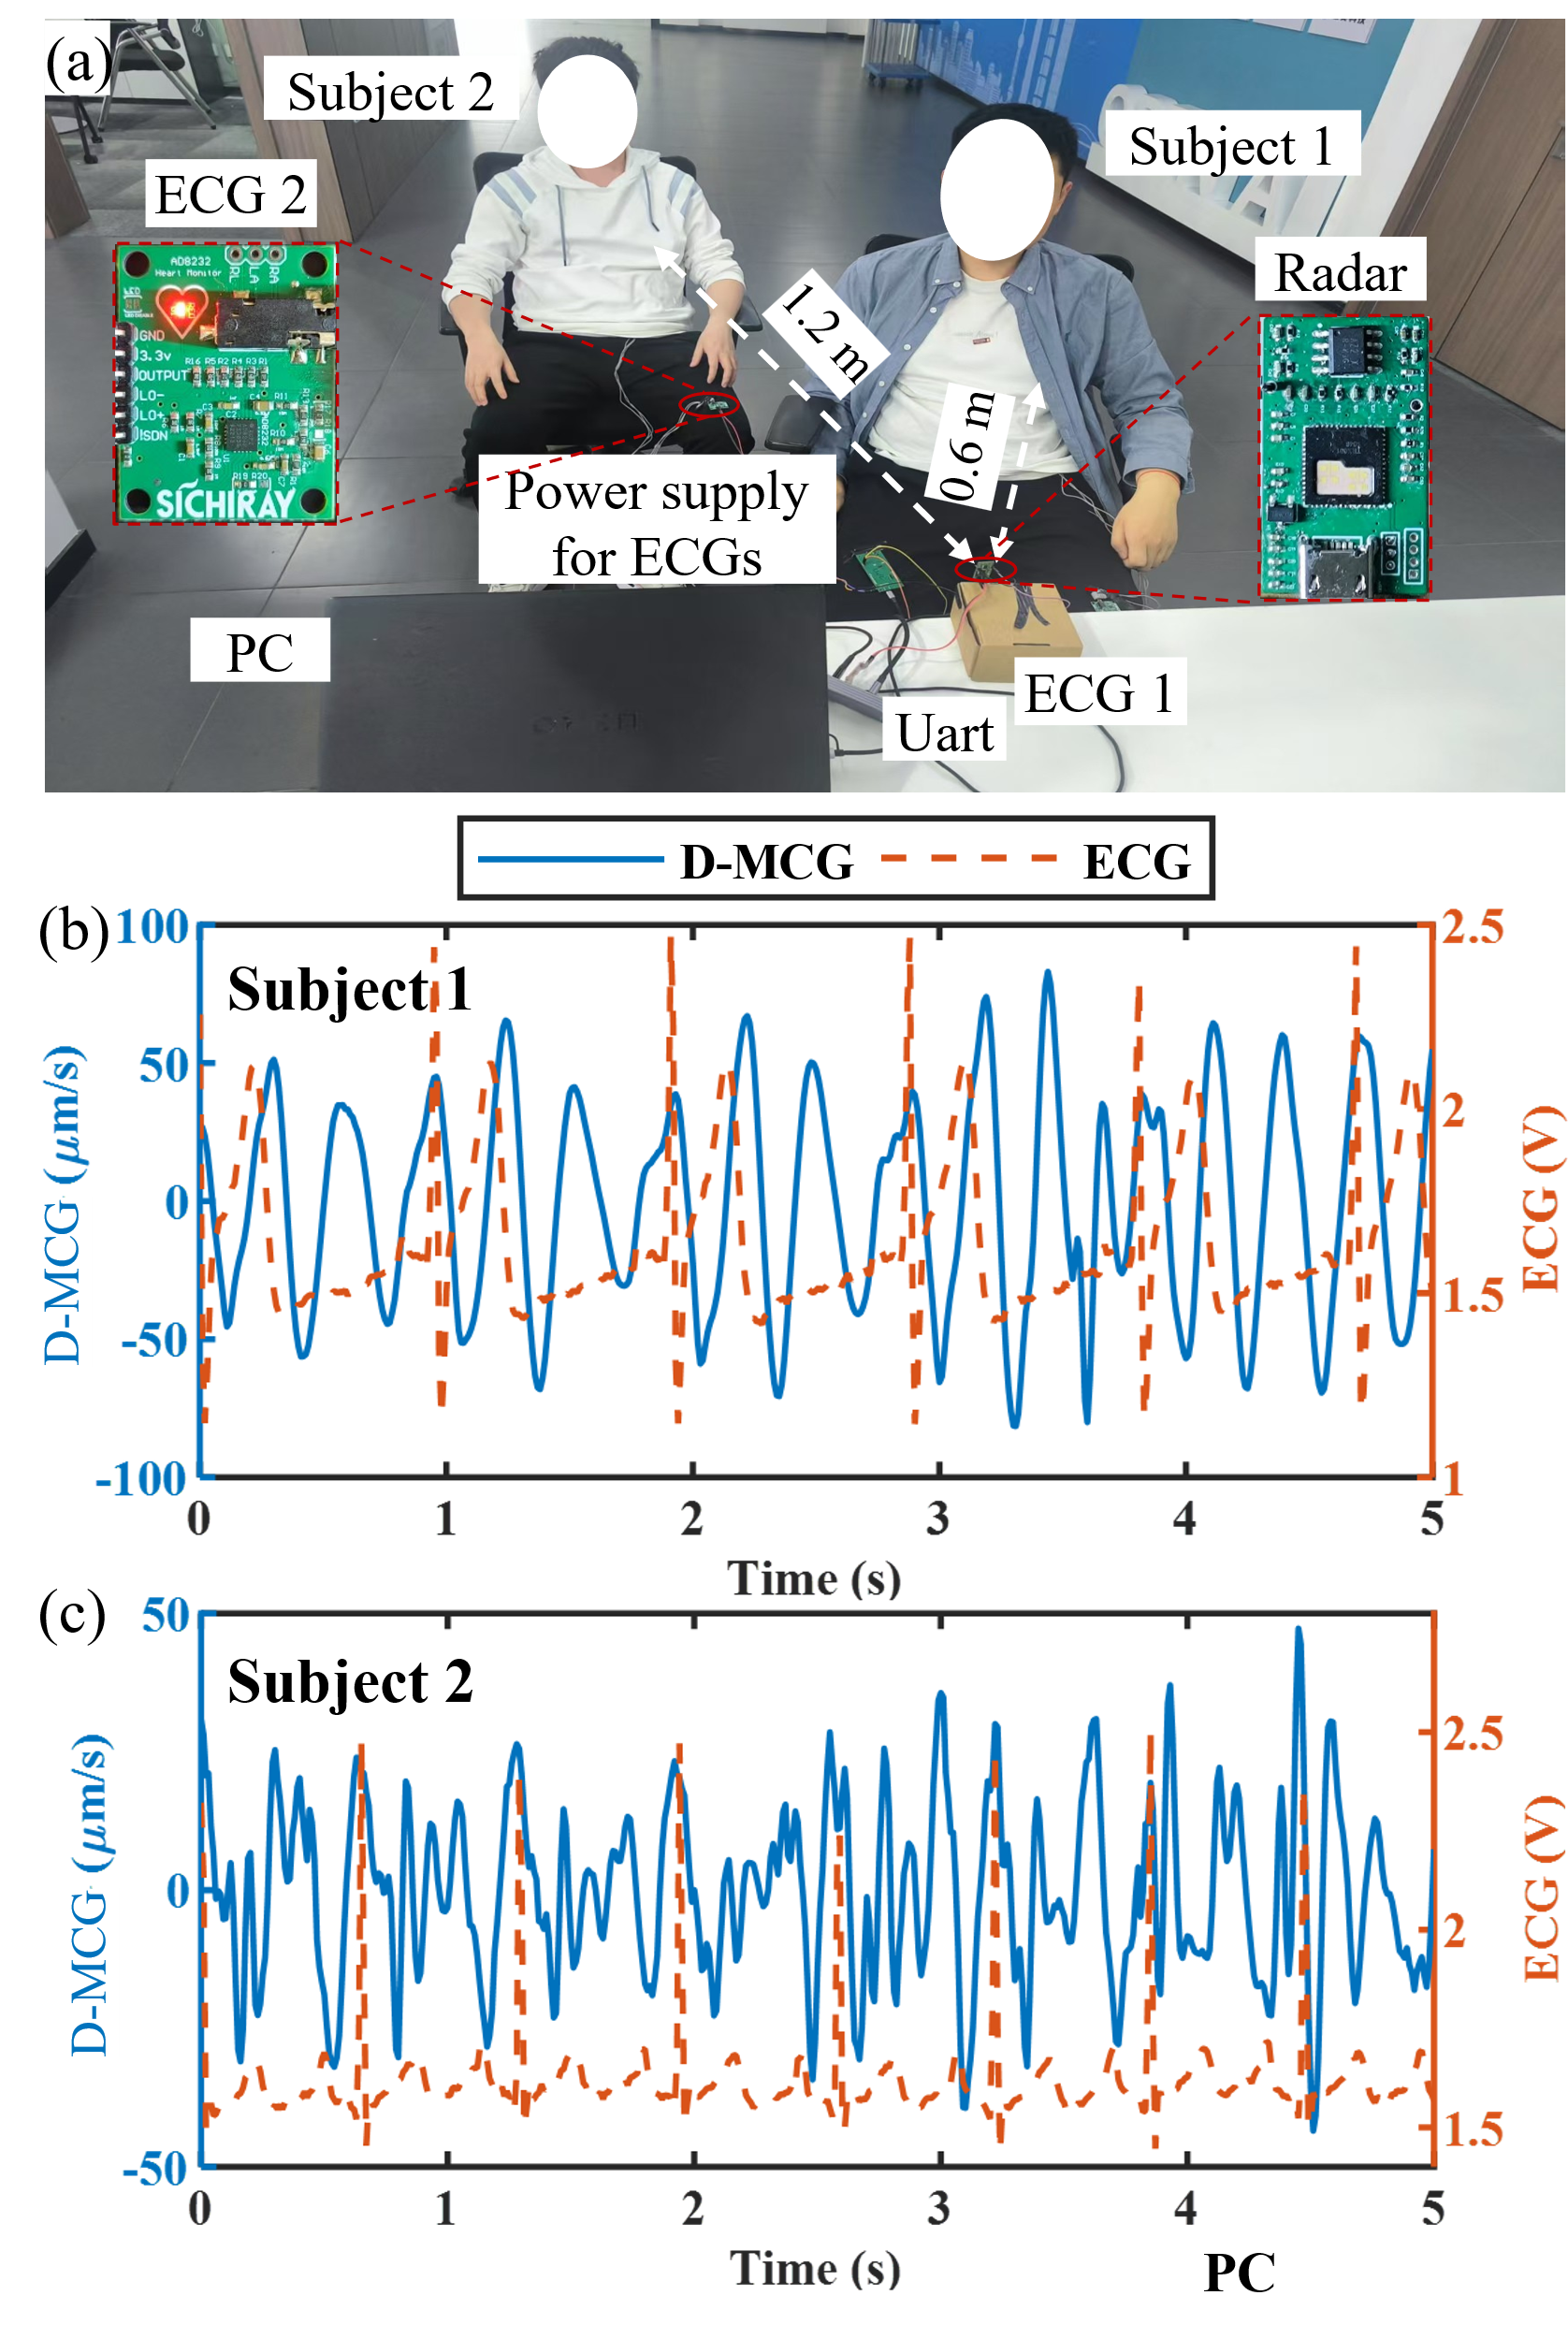 (a)
Subject 2
Subject 1
ECG 2
Radar
AD8232
Heart Monitor
RL LA RA
GND
3.3v
OUTPUT
LO-
LO+
SDN
SICHIRAY
1.2 m
0.6 m
Power supply
for ECGs
PC
ECG 1
Uart
D-MCG ECG
(b)
Subject 1
100
50
0
-50
-100
D-MCG (μm/s)
2.5
2
1.5
1
ECG (V)
0 1 2 3 4 5
Time (s)
(c)
Subject 2
50
0
-50
D-MCG (μm/s)
2.5
2
1.5
ECG (V)
0 1 2 3 4 5
Time (s)
PC